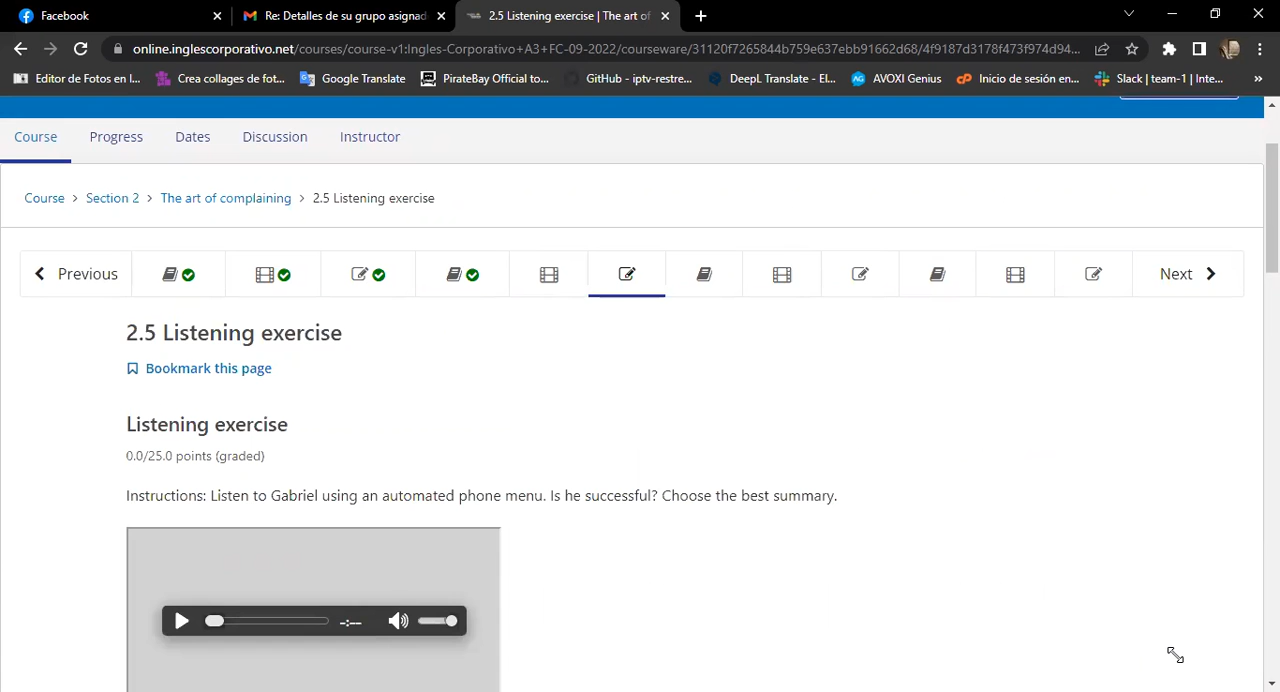 Facebook
Re: Detalles de su grupo asignad
2.5 Listening exercise | The art of
online.inglescorporativo.net/courses/course-v1:Ingles-Corporativo+A3+FC-09-2022/courseware/31120f7265844b759e637ebb91662d68/4f9187d3178f473f974d94...
Editor de Fotos en l...
Crea collages de fot...
Google Translate
PirateBay Official to...
GitHub - iptv-restre...
DeepL Translate - El...
AVOXI Genius
Inicio de sesión en...
Slack | team-1 | Inte...
»
Course
Progress
Dates
Discussion
Instructor
Course > Section 2 > The art of complaining > 2.5 Listening exercise
Previous
Next
2.5 Listening exercise
Bookmark this page
Listening exercise
0.0/25.0 points (graded)
Instructions: Listen to Gabriel using an automated phone menu. Is he successful? Choose the best summary.
-:--